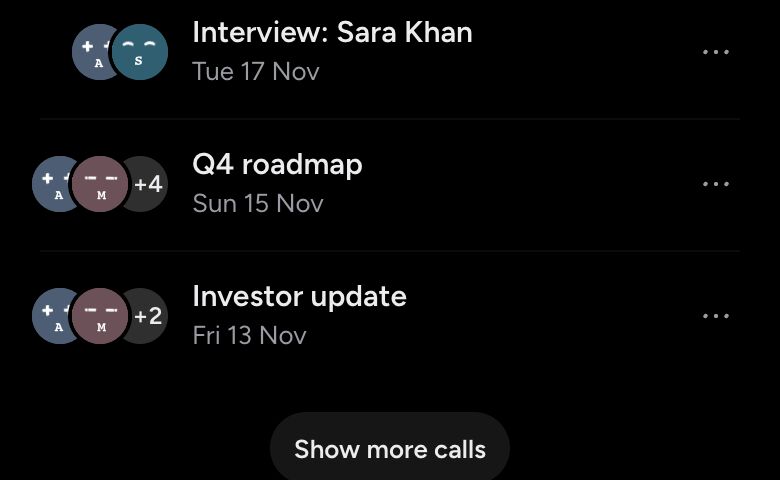 Interview: Sara Khan
A S
Tue 17 Nov
Q4 roadmap
A M +4
Sun 15 Nov
Investor update
A M +2
Fri 13 Nov
Show more calls